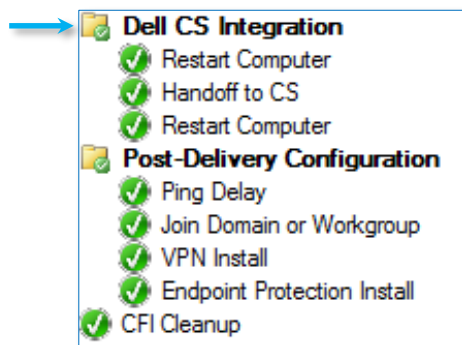 Dell CS Integration
Restart Computer
Handoff to CS
Restart Computer
Post-Delivery Configuration
Ping Delay
Join Domain or Workgroup
VPN Install
Endpoint Protection Install
CFI Cleanup